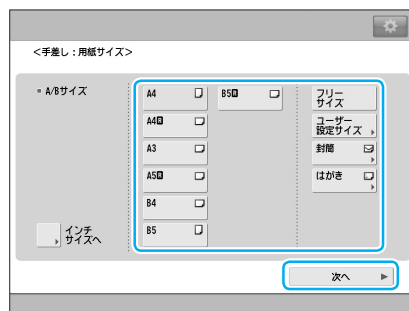 <手差し:用紙サイズ>
A/Bサイズ
A4
A4R
A3
A5R
B4
B5
B5R
フリー
サイズ
ユーザー
設定サイズ
封筒
はがき
インチ
サイズへ
次へ